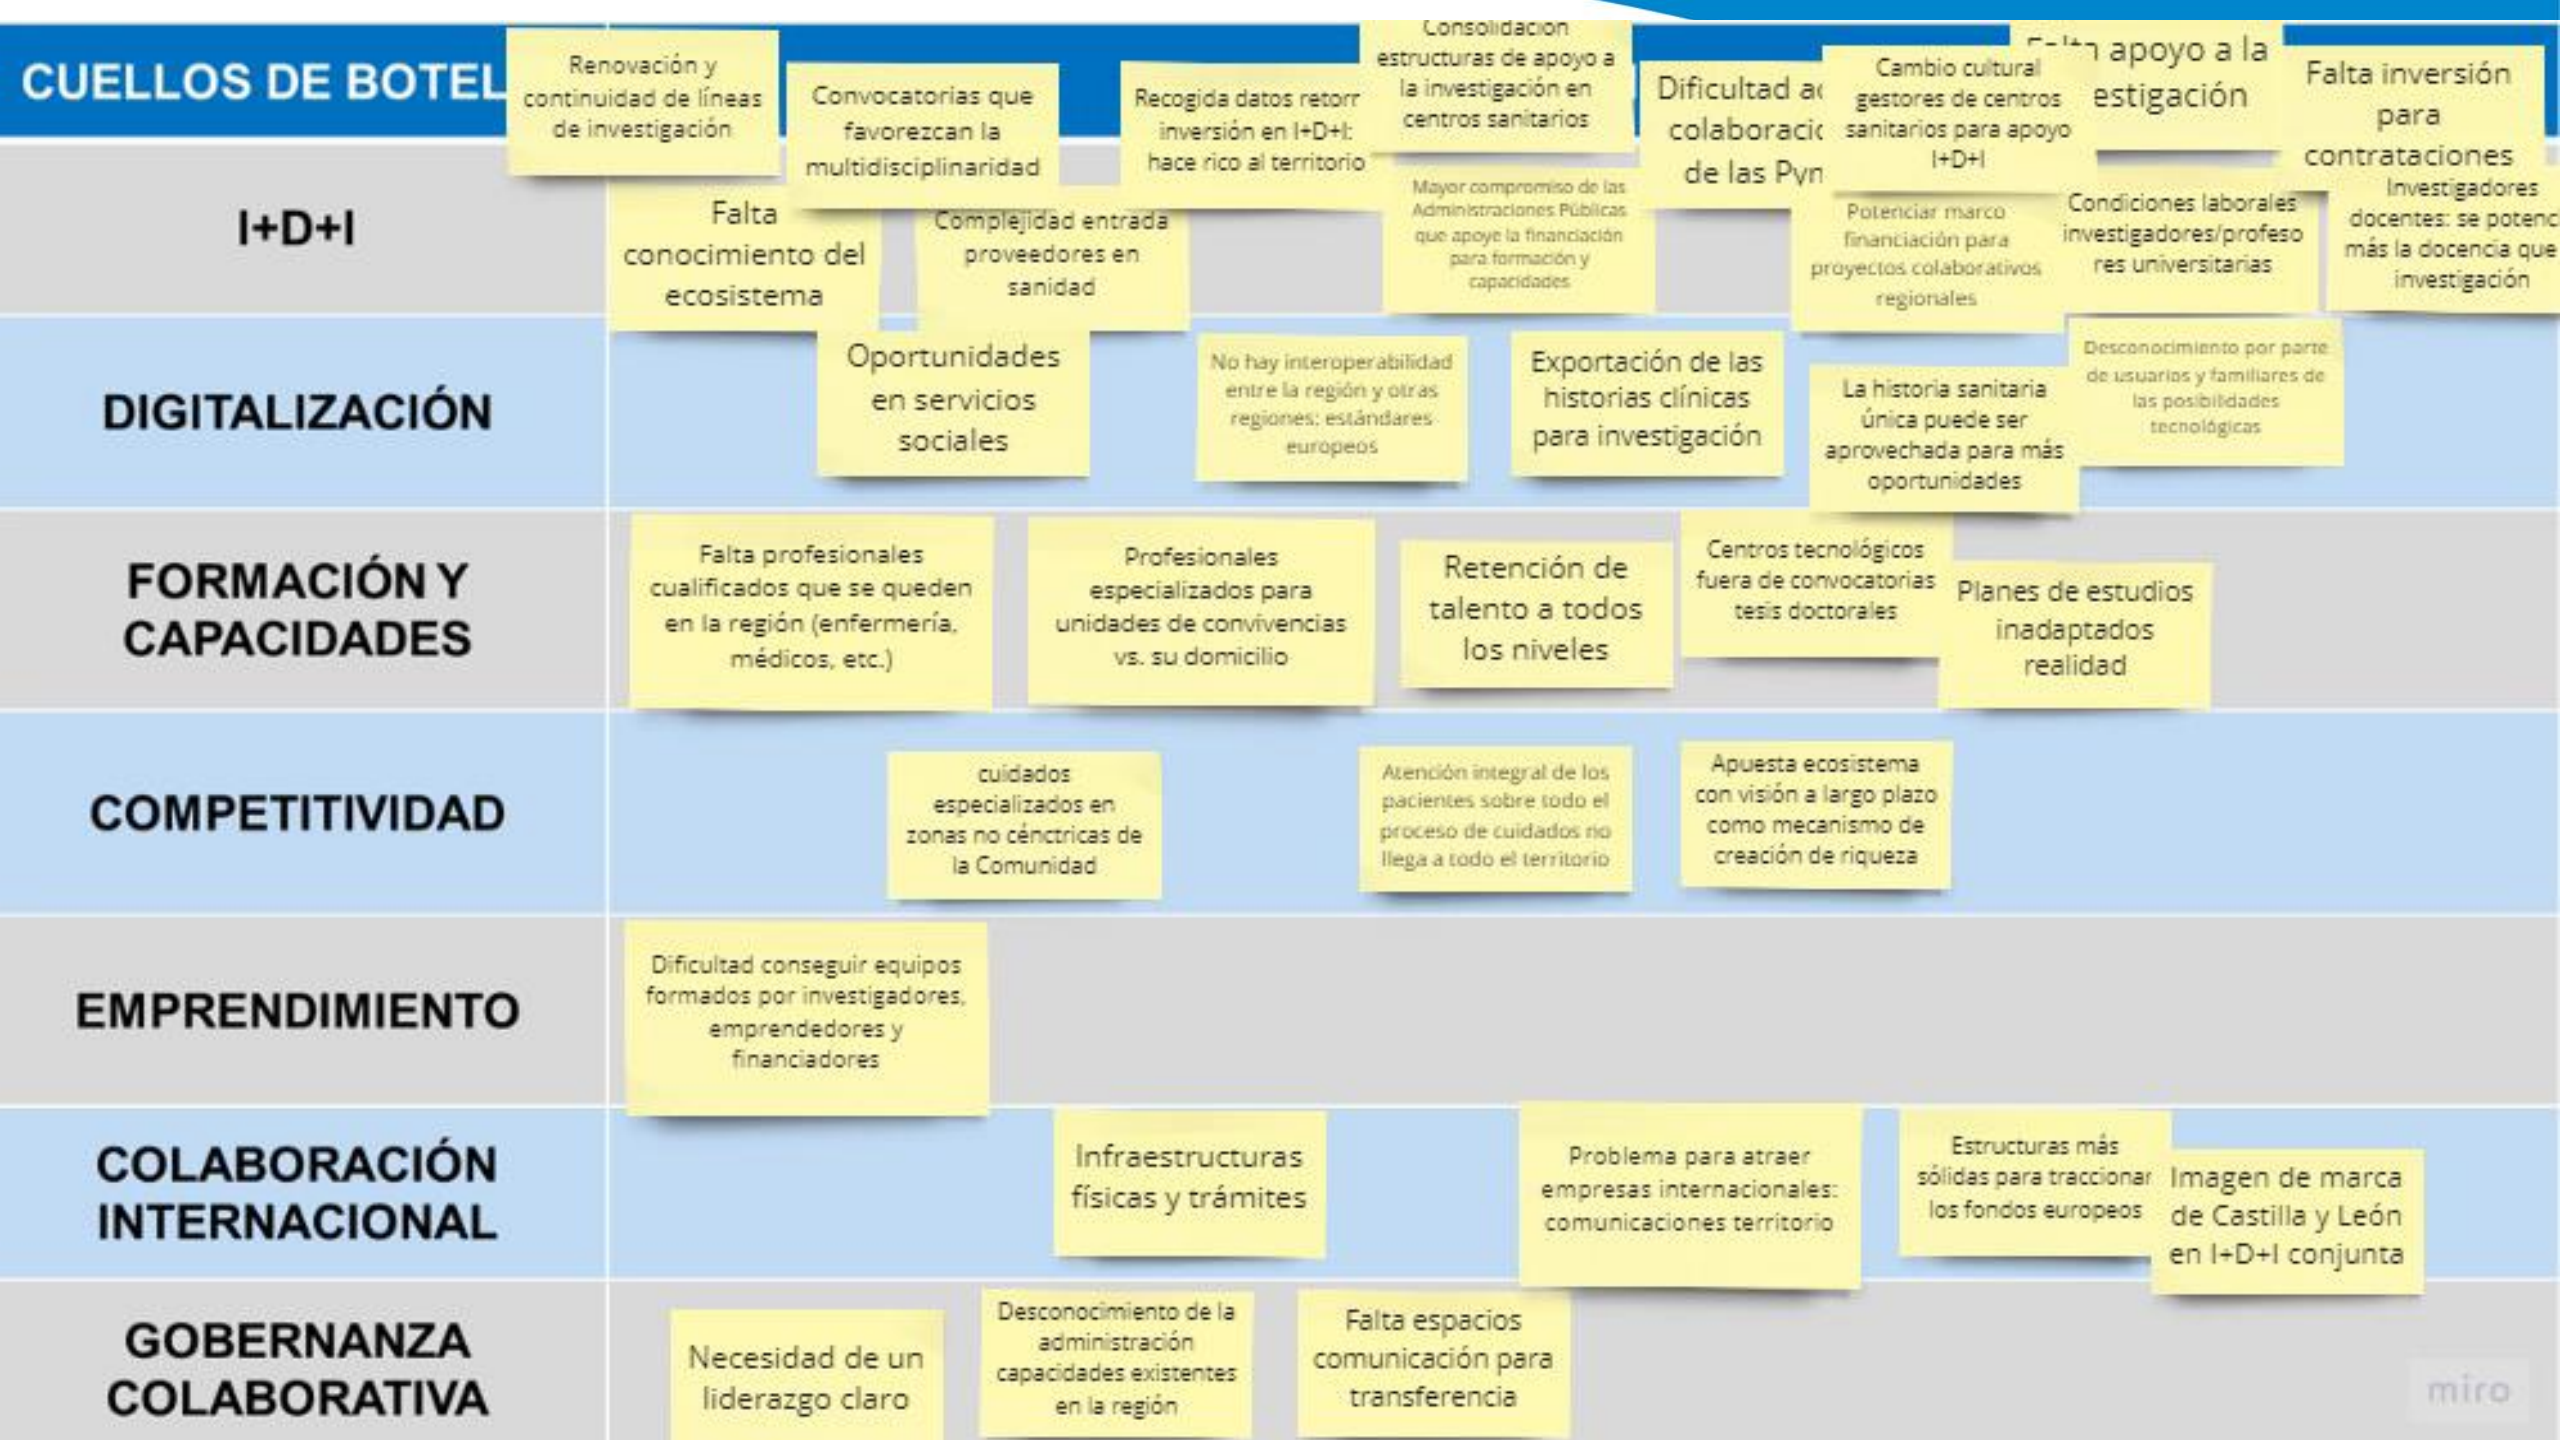 CUELLOS DE BOTEL
Renovación y
continuidad de líneas
de investigación
Convocatorias que
favorezcan la
multidisciplinaridad
Recogida datos retorr
inversión en I+D+I:
hace rico al territorio
Consolidación
estructuras de apoyo a
la investigación en
centros sanitarios
Dificultad
colaboracic
de las
Cambio cultural
gestores de centros
sanitarios para apoyo
I+D+I
apoyo a la
estigación
Falta inversión
para
contrataciones
I+D+I
Falta
conocimiento del
ecosistema
Complejidad entrada
proveedores en
sanidad
Mayor compromiso de las
Administraciones Públicas
que apoye la financiación
para formación y
capacidades
Potenciar marco
financiación para
proyectos colaborativos
regionales
Condiciones laborales
investigadores/profeso
res universitarias
Investigadores
docentes: se potenc
más la docencia que
investigación
DIGITALIZACIÓN
Oportunidades
en servicios
sociales
No hay interoperabilidad
entre la región y otras
regiones: estándares
europeos
Exportación de las
historias clínicas
para investigación
La historia sanitaria
única puede ser
aprovechada para más
oportunidades
Desconocimiento por parte
de usuarios y familiares de
las posibilidades
tecnológicas
FORMACIÓN Y
CAPACIDADES
Falta profesionales
cualificados que se queden
en la región (enfermería,
médicos, etc.)
Profesionales
especializados para
unidades de convivencias
vs. su domicilio
Retención de
talento a todos
los niveles
Centros tecnológicos
fuera de convocatorias
tesis doctorales
Planes de estudios
inadaptados
realidad
COMPETITIVIDAD
cuidados
especializados en
zonas no cénctricas de
la Comunidad
Atención integral de los
pacientes sobre todo el
proceso de cuidados no
llega a todo el territorio
Apuesta ecosistema
con visión a largo plazo
como mecanismo de
creación de riqueza
EMPRENDIMIENTO
Dificultad conseguir equipos
formados por investigadores,
emprendedores y
financiadores
COLABORACIÓN
INTERNACIONAL
Infraestructuras
físicas y trámites
Problema para atraer
empresas internacionales:
comunicaciones territorio
Estructuras más
sólidas para traccionar
los fondos europeos
Imagen de marca
de Castilla y León
en I+D+I conjunta
GOBERNANZA
COLABORATIVA
Necesidad de un
liderazgo claro
Desconocimiento de la
administración
capacidades existentes
en la región
Falta espacios
comunicación para
transferencia
miro